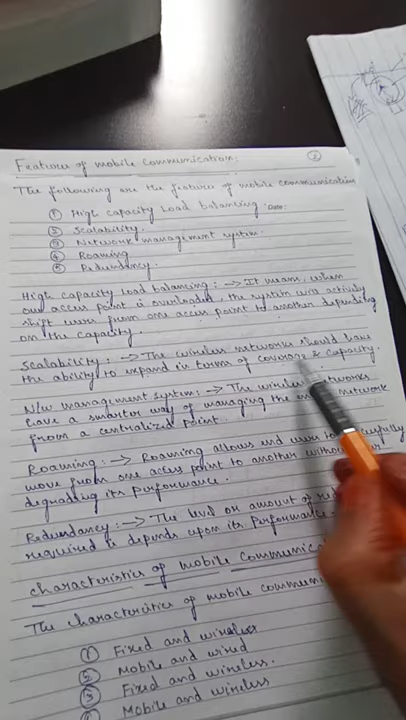 Features of mobile communication. ②
The following are the features of mobile communication
① High capacity Load balancing Date:
② Scalability.
③ Network management system.
④ Roaming
⑤ Redundancy.
High capacity Load balancing : → It means, when
our access point is overloaded, the system will actively
shift users from one access point to another depending
on the capacity.
Scalability : → The wireless networks should have
the ability to expand in terms of coverage & capacity.
N/w management system : → The wireless networks
have a smarter way of managing the network
from a centralized point.
Roaming : → Roaming allows end users to
move from one access point to another without
degrading its performance.
Redundancy : → The level or amount of
required is depends upon its performance.
characteristics of mobile
The characteristics of mobile
① Fixed and wireless
② Mobile and wired
③ Fixed and wireless.
Mobile and wireless